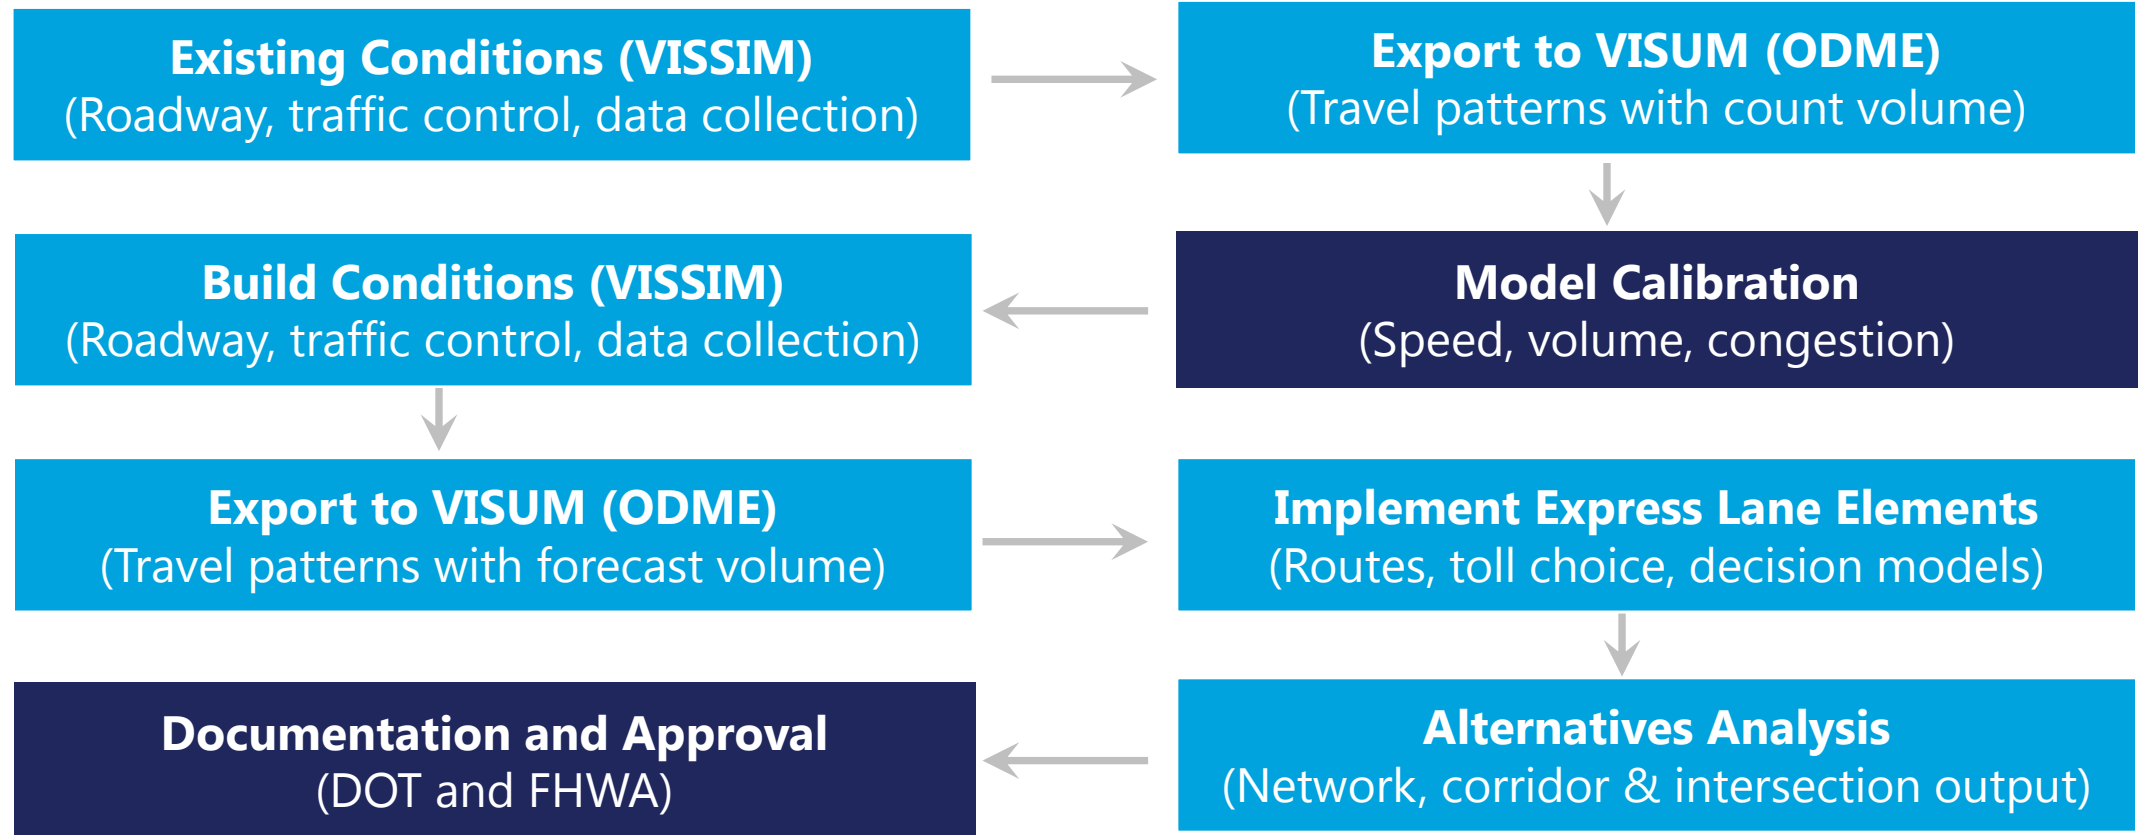 Existing Conditions (VISSIM)
(Roadway, traffic control, data collection)
Export to VISUM (ODME)
(Travel patterns with count volume)
Model Calibration
(Speed, volume, congestion)
Build Conditions (VISSIM)
(Roadway, traffic control, data collection)
Export to VISUM (ODME)
(Travel patterns with forecast volume)
Implement Express Lane Elements
(Routes, toll choice, decision models)
Alternatives Analysis
(Network, corridor & intersection output)
Documentation and Approval
(DOT and FHWA)